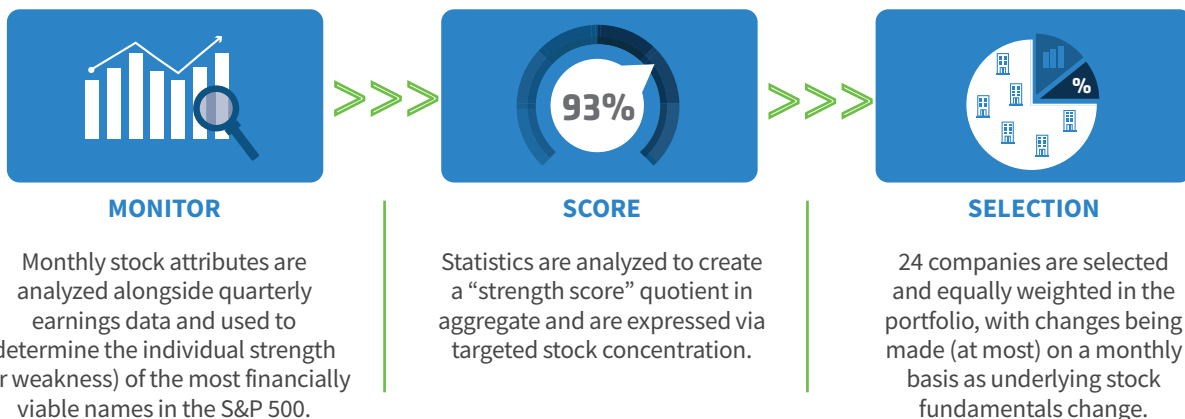 93%
%
MONITOR
Monthly stock attributes are
analyzed alongside quarterly
earnings data and used to
determine the individual strength
r weakness) of the most financially
viable names in the S&P 500.
SCORE
Statistics are analyzed to create
a “strength score” quotient in
aggregate and are expressed via
targeted stock concentration.
SELECTION
24 companies are selected
and equally weighted in the
portfolio, with changes being
made (at most) on a monthly
basis as underlying stock
fundamentals change.